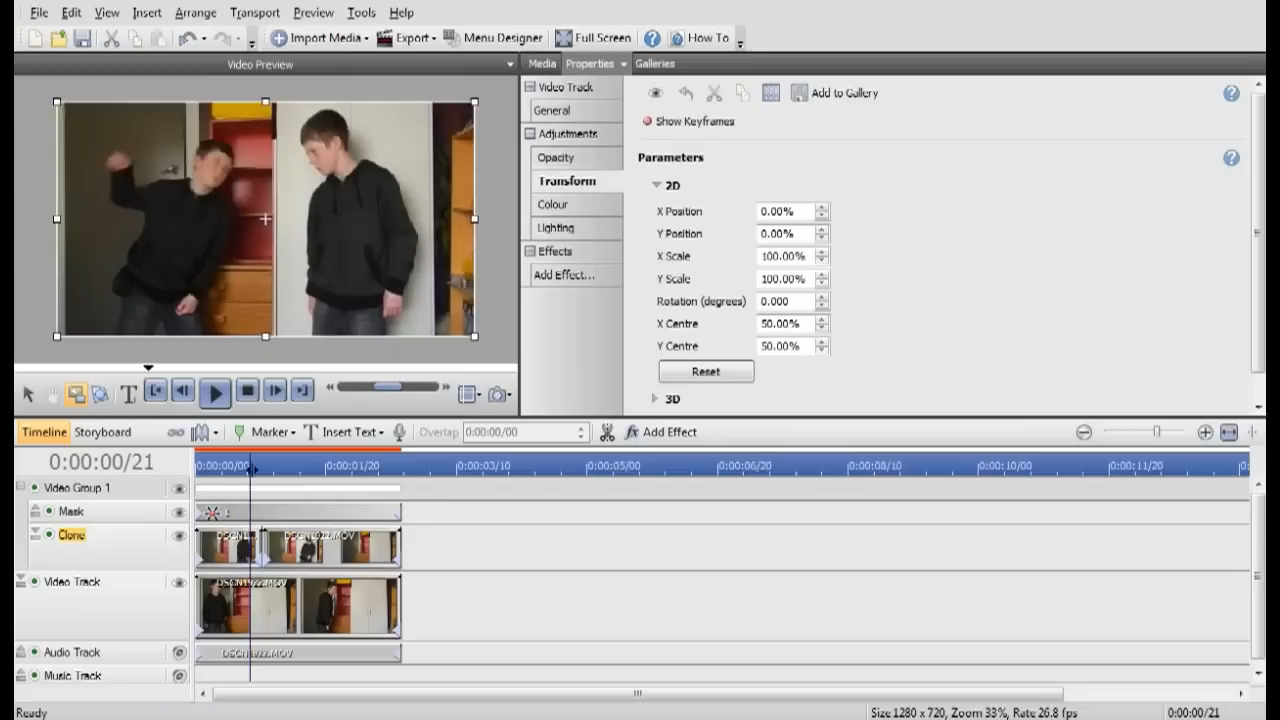 File Edit View Insert Arrange Transport Preview Tools Help
Import Media Export Menu Designer Full Screen How To
Video Preview Media Properties Galleries
Video Track
General
Adjustments
Opacity
Transform
Colour
Lighting
Effects
Add Effect...
Add to Gallery
Show Keyframes
Parameters
2D
X Position 0.00%
Y Position 0.00%
X Scale 100.00%
Y Scale 100.00%
Rotation (degrees) 0.000
X Centre 50.00%
Y Centre 50.00%
Reset
3D
Timeline Storyboard Marker Insert Text Overlap 0:00:00/00 Add Effect
0:00:00/21 0:00:00/00 0:00:01/20 0:00:03/10 0:00:05/00 0:00:06/20 0:00:08/10 0:00:10/00 0:00:11/20
Video Group 1
Mask 1
Clone DSCN1922.MOV
Video Track DSCN1922.MOV
Audio Track DSCN1922.MOV
Music Track
Ready Size 1280 x 720, Zoom 33%, Rate 26.8 fps 0:00:00/21